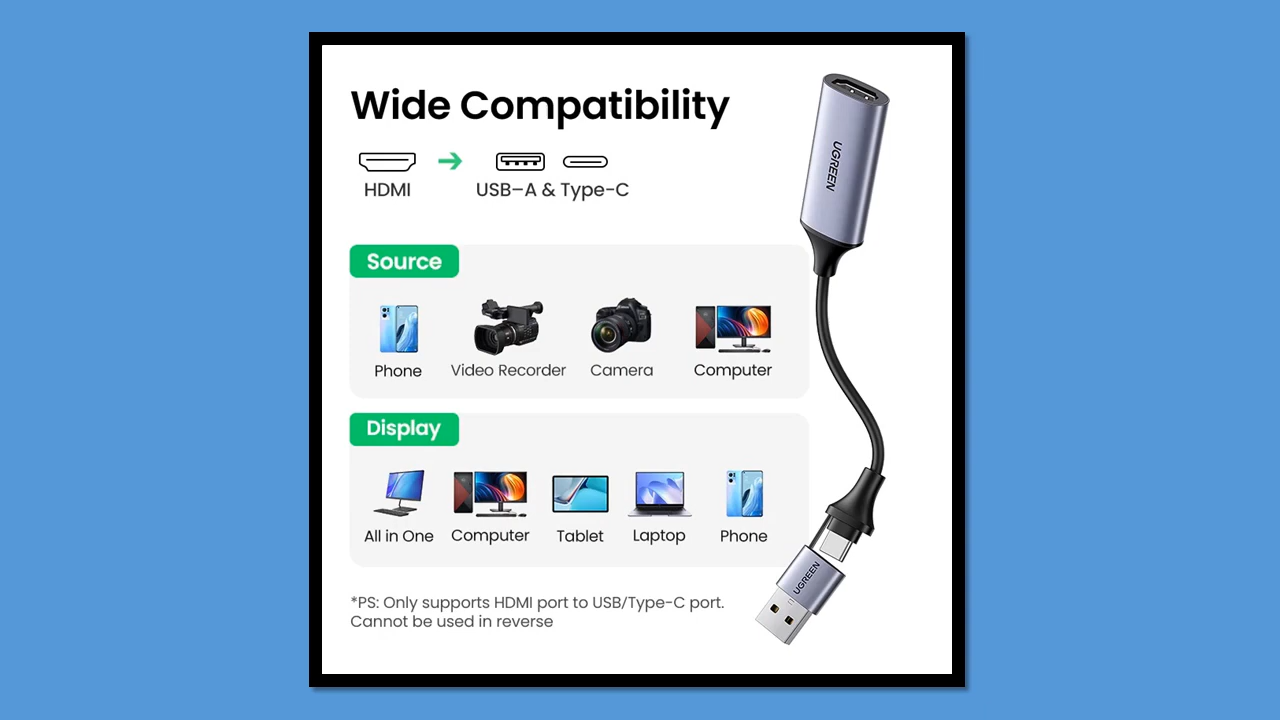 Wide Compatibility
HDMI
USB–A & Type-C
UGREEN
Source
Phone
Video Recorder
Camera
Computer
Display
All in One
Computer
Tablet
Laptop
Phone
UGREEN
*PS: Only supports HDMI port to USB/Type-C port.
Cannot be used in reverse